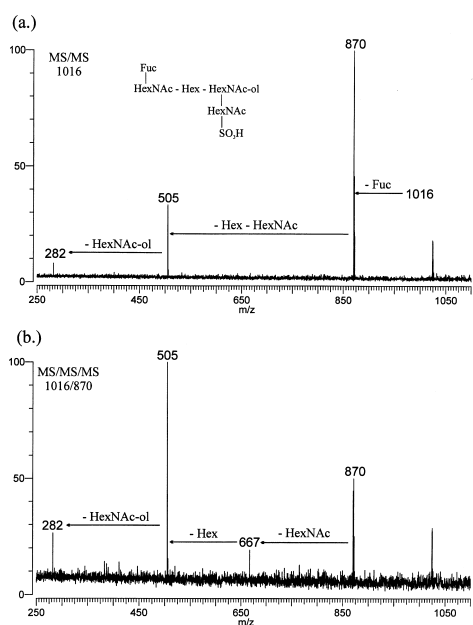 (a.)
MS/MS
1016
Fuc
HexNAc - Hex - HexNAc-ol
HexNAc
SO3H
870
100
50
0
- Fuc
1016
505
- Hex - HexNAc
282
- HexNAc-ol
250 450 650 850 1050
m/z
(b.)
MS/MS/MS
1016/870
505
100
50
0
870
282
- HexNAc-ol
- Hex
667
- HexNAc
250 450 650 850 1050
m/z